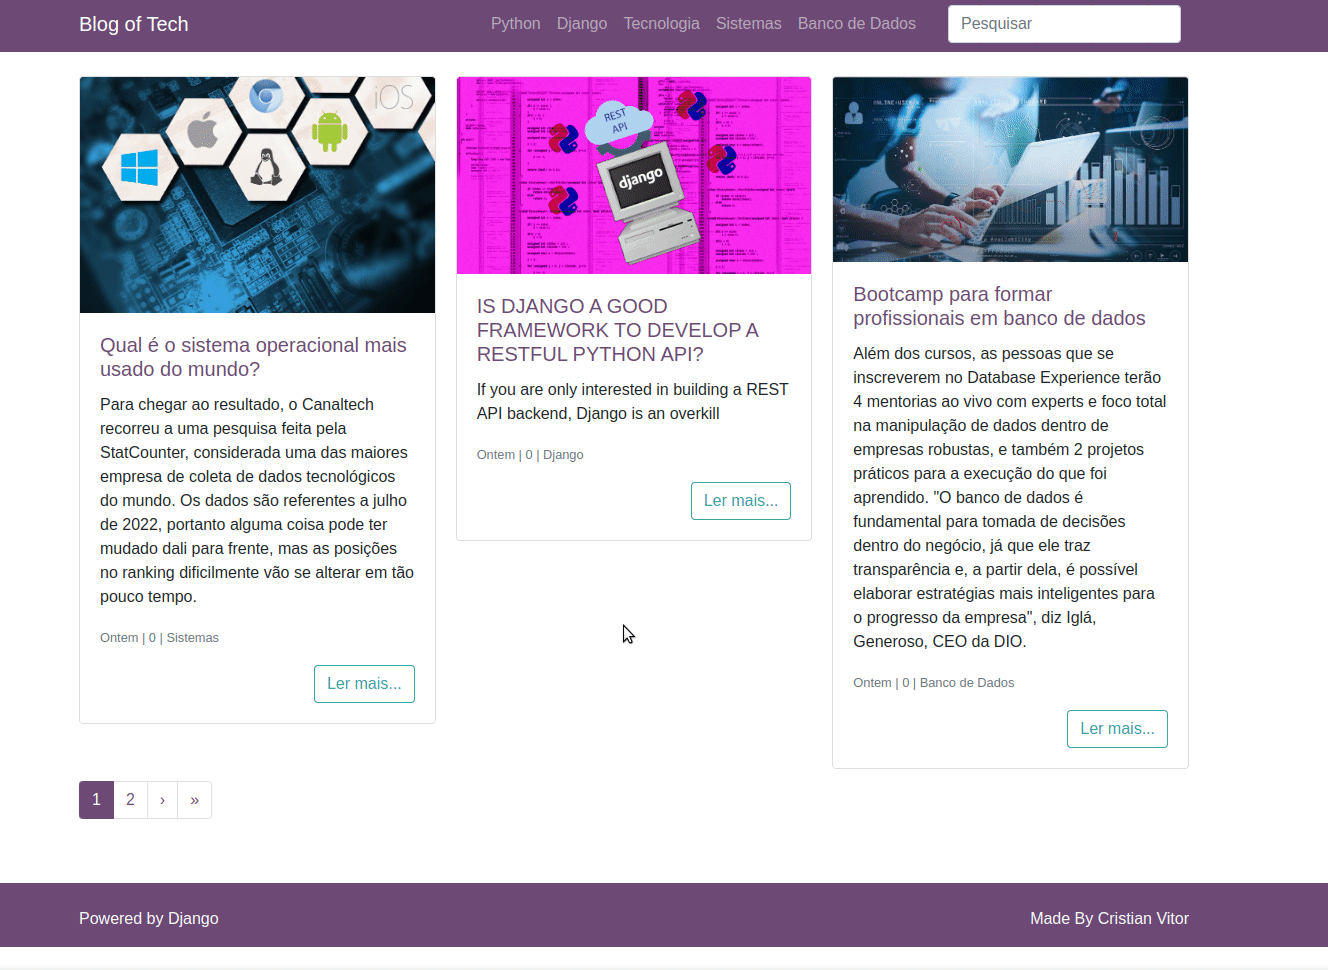 Blog of Tech
Python Django Tecnologia Sistemas Banco de Dados
Pesquisar
iOS
Qual é o sistema operacional mais
usado do mundo?
Para chegar ao resultado, o Canaltech
recorreu a uma pesquisa feita pela
StatCounter, considerada uma das maiores
empresa de coleta de dados tecnológicos
do mundo. Os dados são referentes a julho
de 2022, portanto alguma coisa pode ter
mudado dali para frente, mas as posições
no ranking dificilmente vão se alterar em tão
pouco tempo.
Ontem | 0 | Sistemas
Ler mais...
REST
API
django
IS DJANGO A GOOD
FRAMEWORK TO DEVELOP A
RESTFUL PYTHON API?
If you are only interested in building a REST
API backend, Django is an overkill
Ontem | 0 | Django
Ler mais...
Bootcamp para formar
profissionais em banco de dados
Além dos cursos, as pessoas que se
inscreverem no Database Experience terão
4 mentorias ao vivo com experts e foco total
na manipulação de dados dentro de
empresas robustas, e também 2 projetos
práticos para a execução do que foi
aprendido. "O banco de dados é
fundamental para tomada de decisões
dentro do negócio, já que ele traz
transparência e, a partir dela, é possível
elaborar estratégias mais inteligentes para
o progresso da empresa", diz Iglá,
Generoso, CEO da DIO.
Ontem | 0 | Banco de Dados
Ler mais...
1 2 › »
Powered by Django
Made By Cristian Vitor